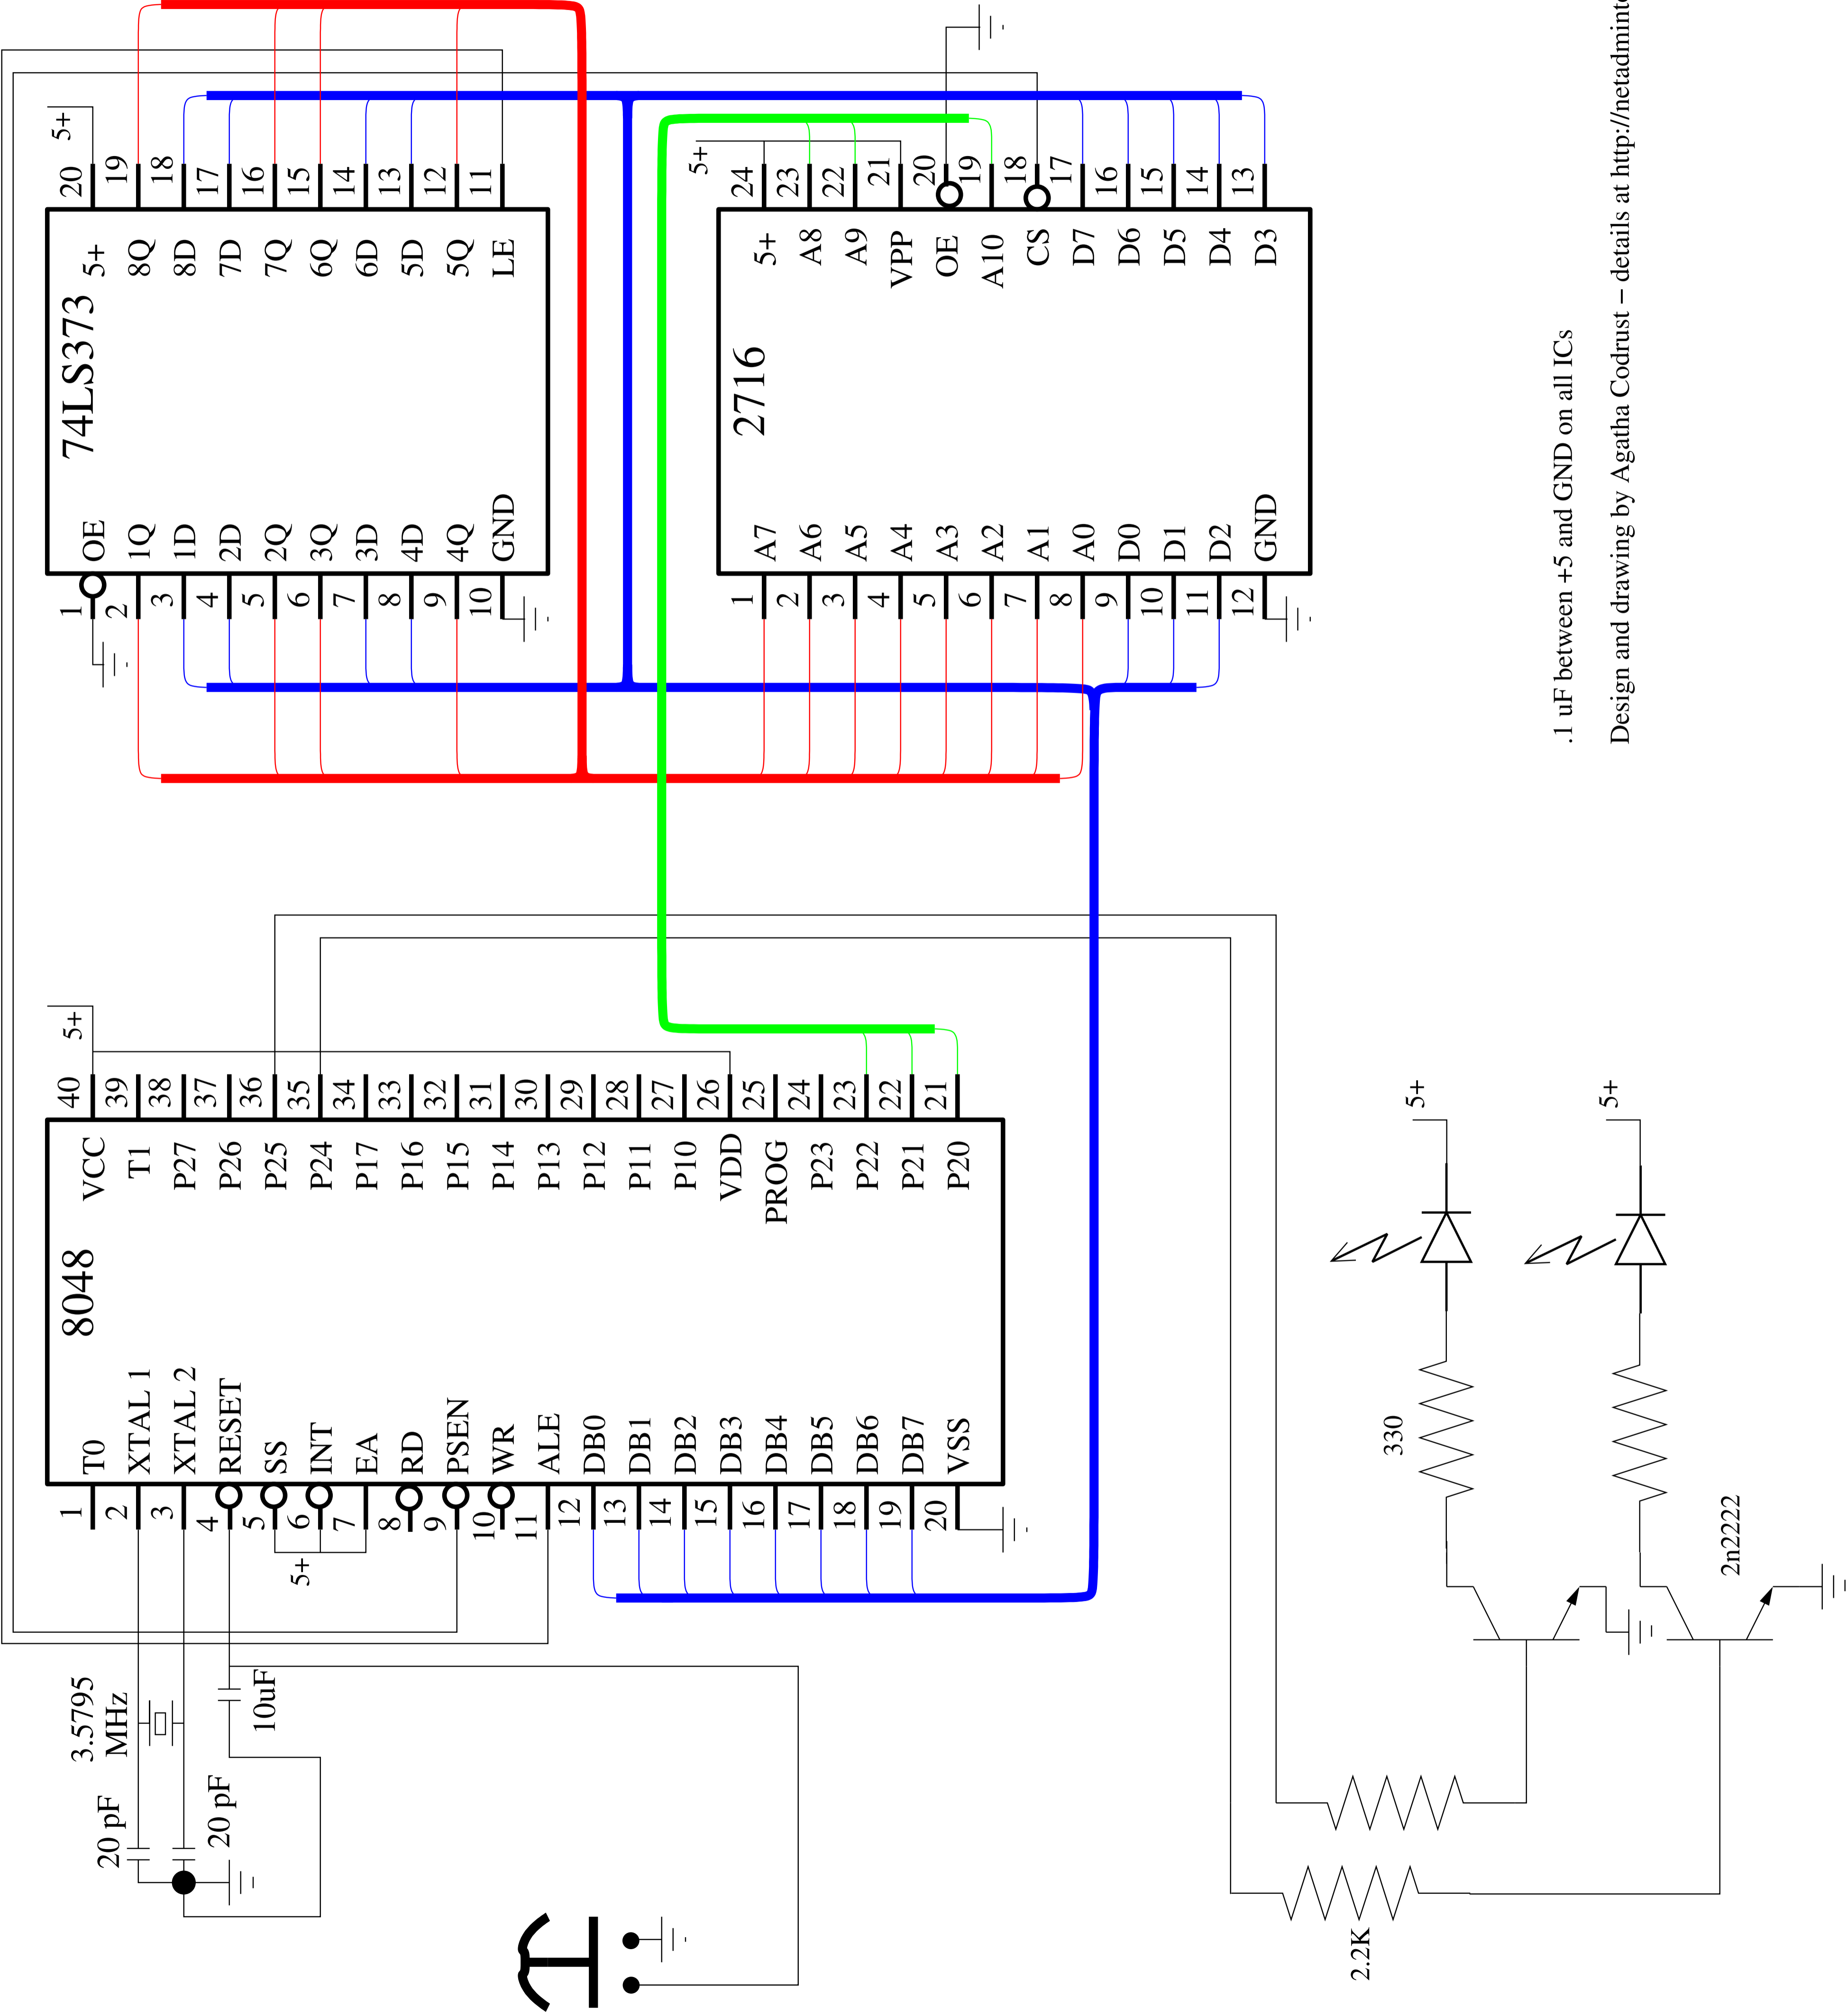 8048
1
T0
2
XTAL 1
3
XTAL 2
4
RESET
5
SS
6
INT
7
EA
8
RD
9
PSEN
10
WR
11
ALE
12
DB0
13
DB1
14
DB2
15
DB3
16
DB4
17
DB5
18
DB6
19
DB7
20
VSS
VCC
40
T1
39
P27
38
P26
37
P25
36
P24
35
P17
34
P16
33
P15
32
P14
31
P13
30
P12
29
P11
28
P10
27
VDD
26
PROG
25
P23
24
P22
23
P21
22
P20
21
5+
5+
3.5795
MHz
20 pF
20 pF
10uF
74LS373
1
OE
2
1Q
3
1D
4
2D
5
2Q
6
3Q
7
3D
8
4D
9
4Q
10
GND
5+
20
8Q
19
8D
18
7D
17
7Q
16
6Q
15
6D
14
5D
13
5Q
12
LE
11
5+
2716
1
A7
2
A6
3
A5
4
A4
5
A3
6
A2
7
A1
8
A0
9
D0
10
D1
11
D2
12
GND
5+
24
A8
23
A9
22
VPP
21
OE
20
A10
19
CS
18
D7
17
D6
16
D5
15
D4
14
D3
13
5+
2.2K
330
5+
5+
2n2222
.1 uF between +5 and GND on all ICs
Design and drawing by Agatha Codrust – details at http://netadmint